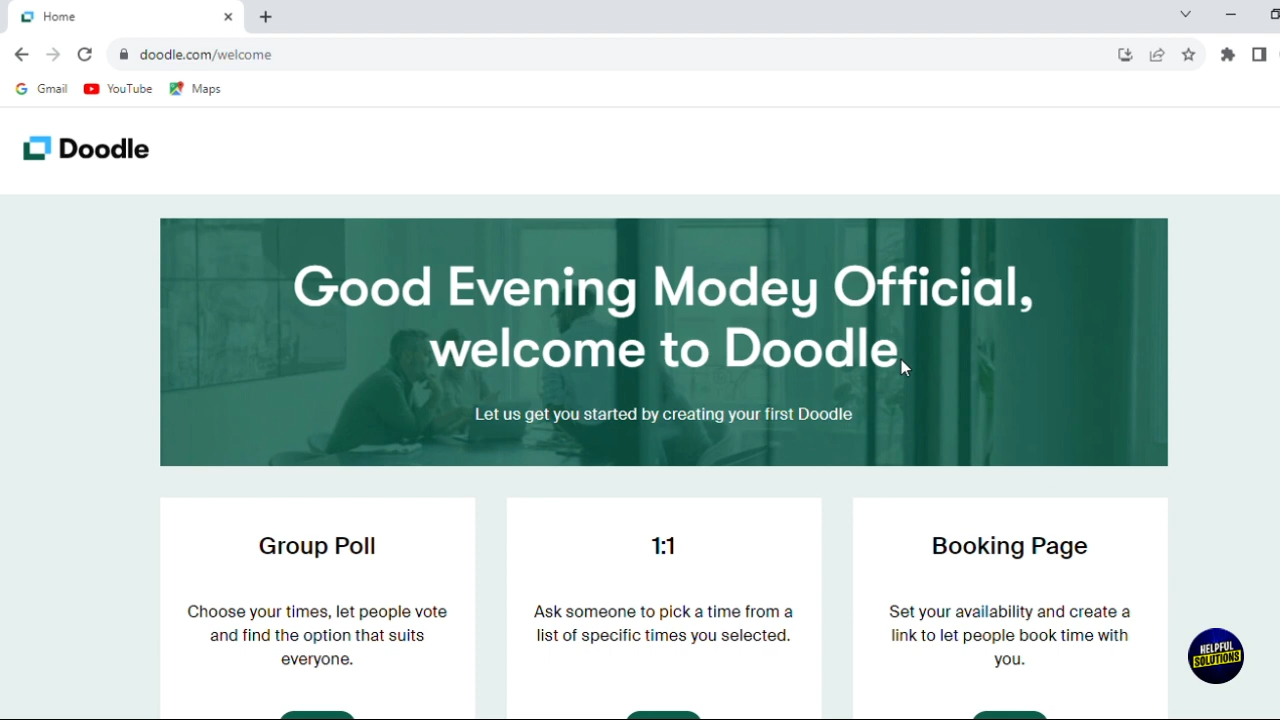 Home
doodle.com/welcome
Gmail
YouTube
Maps
Doodle
Good Evening Modey Official,
welcome to Doodle
Let us get you started by creating your first Doodle
Group Poll
Choose your times, let people vote
and find the option that suits
everyone.
1:1
Ask someone to pick a time from a
list of specific times you selected.
Booking Page
Set your availability and create a
link to let people book time with
you.
HELPFUL
SOLUTIONS